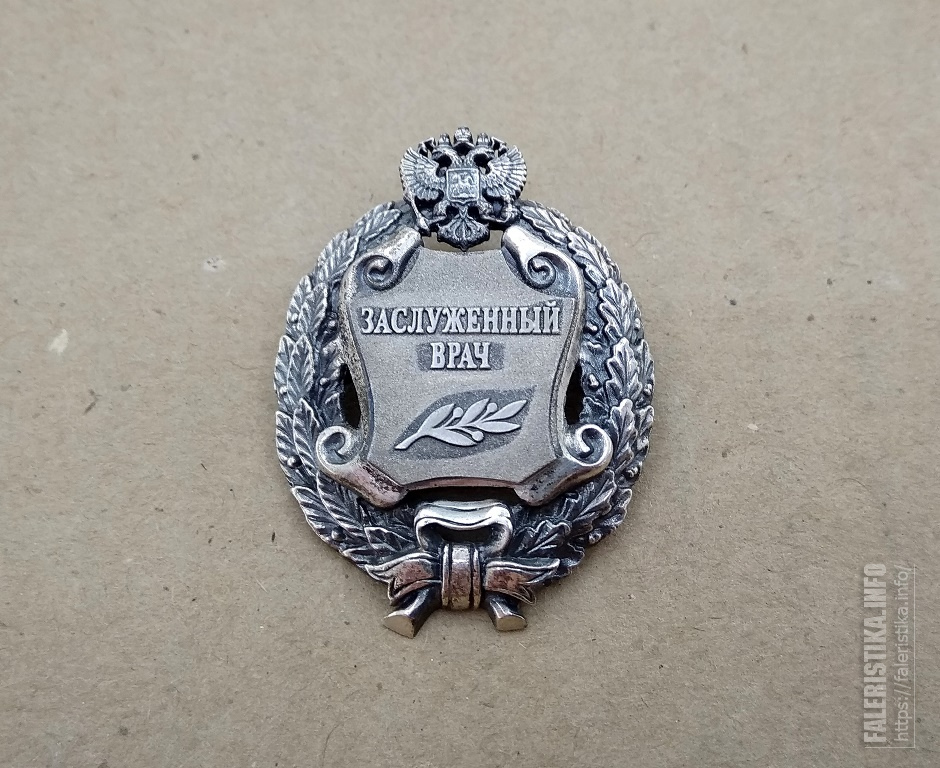 ЗАСЛУЖЕННЫЙ
ВРАЧ
FALERISTIKA.INFO
https://faleristika.info/